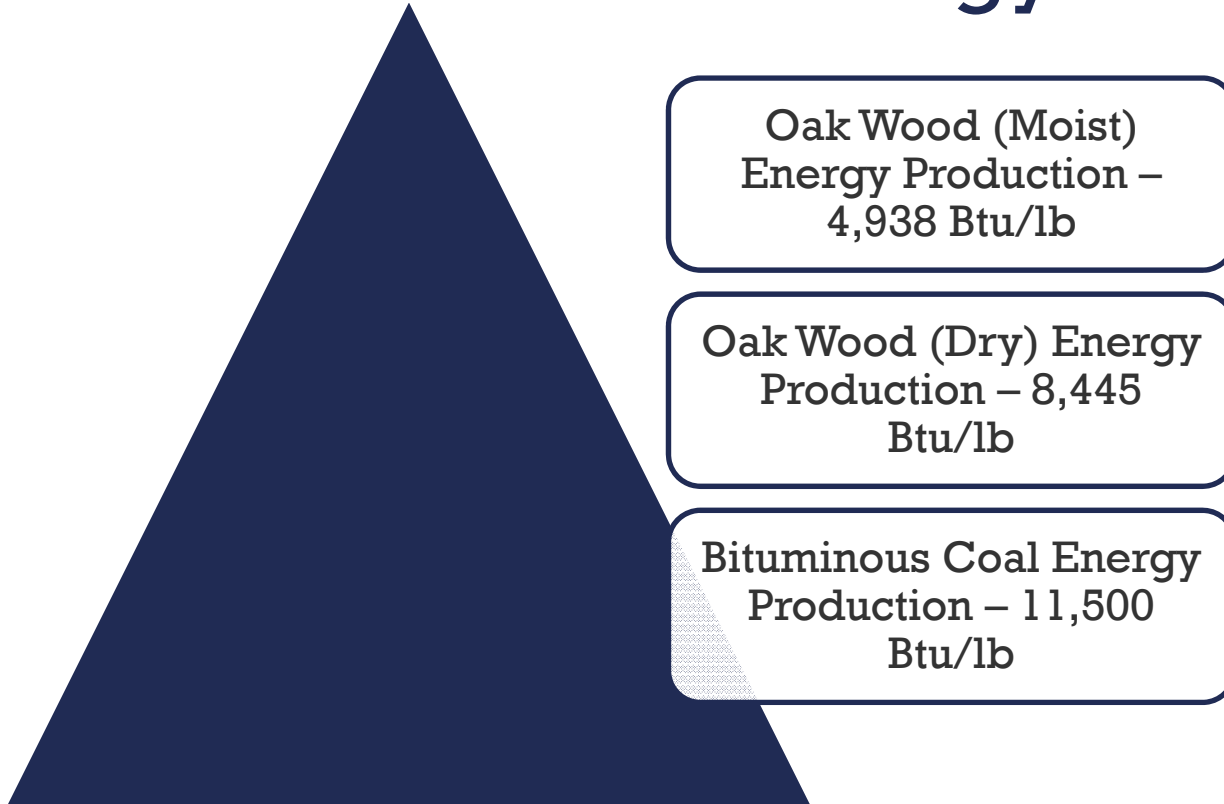 Oak Wood (Moist)
Energy Production –
4,938 Btu/lb
Oak Wood (Dry) Energy
Production – 8,445
Btu/lb
Bituminous Coal Energy
Production – 11,500
Btu/lb